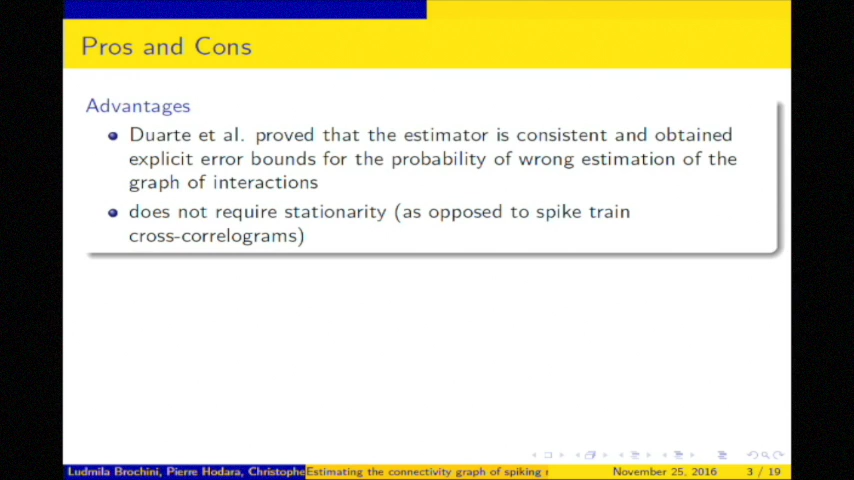 Pros and Cons
Advantages
Duarte et al. proved that the estimator is consistent and obtained
explicit error bounds for the probability of wrong estimation of the
graph of interactions
does not require stationarity (as opposed to spike train
cross-correlograms)
Ludmila Brochini, Pierre Hodara, Christophe Estimating the connectivity graph of spiking November 25, 2016 3 / 19